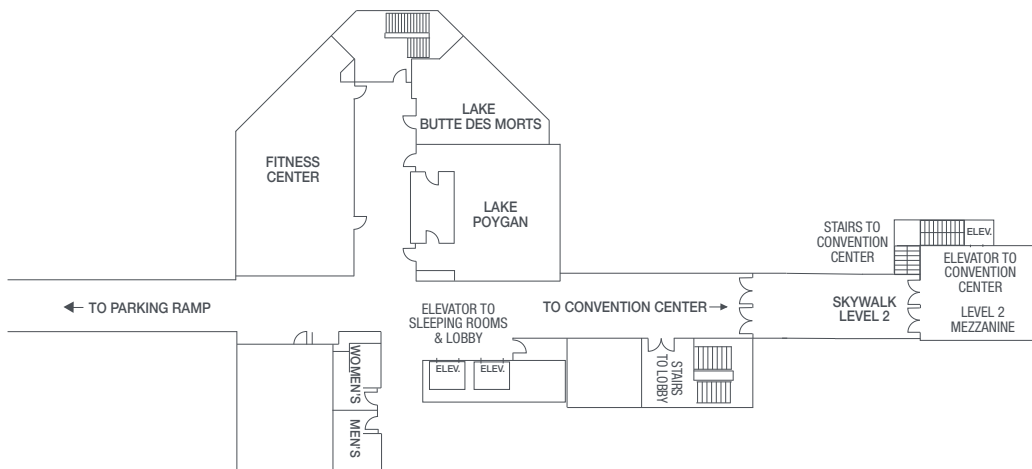 LAKE
BUTTE DES MORTS
FITNESS
CENTER
LAKE
POYGAN
STAIRS TO
CONVENTION
CENTER
ELEV.
ELEVATOR TO
CONVENTION
CENTER
LEVEL 2
MEZZANINE
← TO PARKING RAMP
ELEVATOR TO
SLEEPING ROOMS
& LOBBY
TO CONVENTION CENTER →
SKYWALK
LEVEL 2
WOMEN'S
MEN'S
ELEV.
ELEV.
STAIRS
TO LOBBY